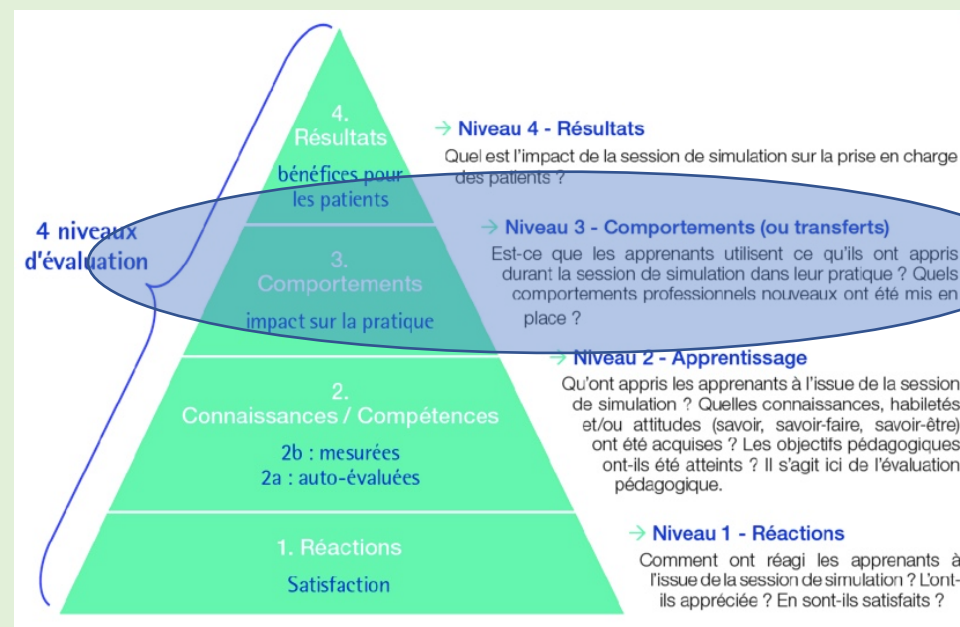 4 niveaux
d'évaluation
4.
Résultats
bénéfices pour
les patients
3.
Comportements
impact sur la pratique
2.
Connaissances / Compétences
2b : mesurées
2a : auto-évaluées
1. Réactions
Satisfaction
→ Niveau 4 - Résultats
Quel est l'impact de la session de simulation sur la prise en charge
des patients ?
→ Niveau 3 - Comportements (ou transferts)
Est-ce que les apprenants utilisent ce qu'ils ont appris
durant la session de simulation dans leur pratique ? Quels
comportements professionnels nouveaux ont été mis en
place ?
→ Niveau 2 - Apprentissage
Qu'ont appris les apprenants à l'issue de la session
de simulation ? Quelles connaissances, habiletés
et/ou attitudes (savoir, savoir-faire, savoir-être)
ont été acquises ? Les objectifs pédagogiques
ont-ils été atteints ? Il s'agit ici de l'évaluation
pédagogique.
→ Niveau 1 - Réactions
Comment ont réagi les apprenants à
l'issue de la session de simulation ? L'ont-
ils appréciée ? En sont-ils satisfaits ?